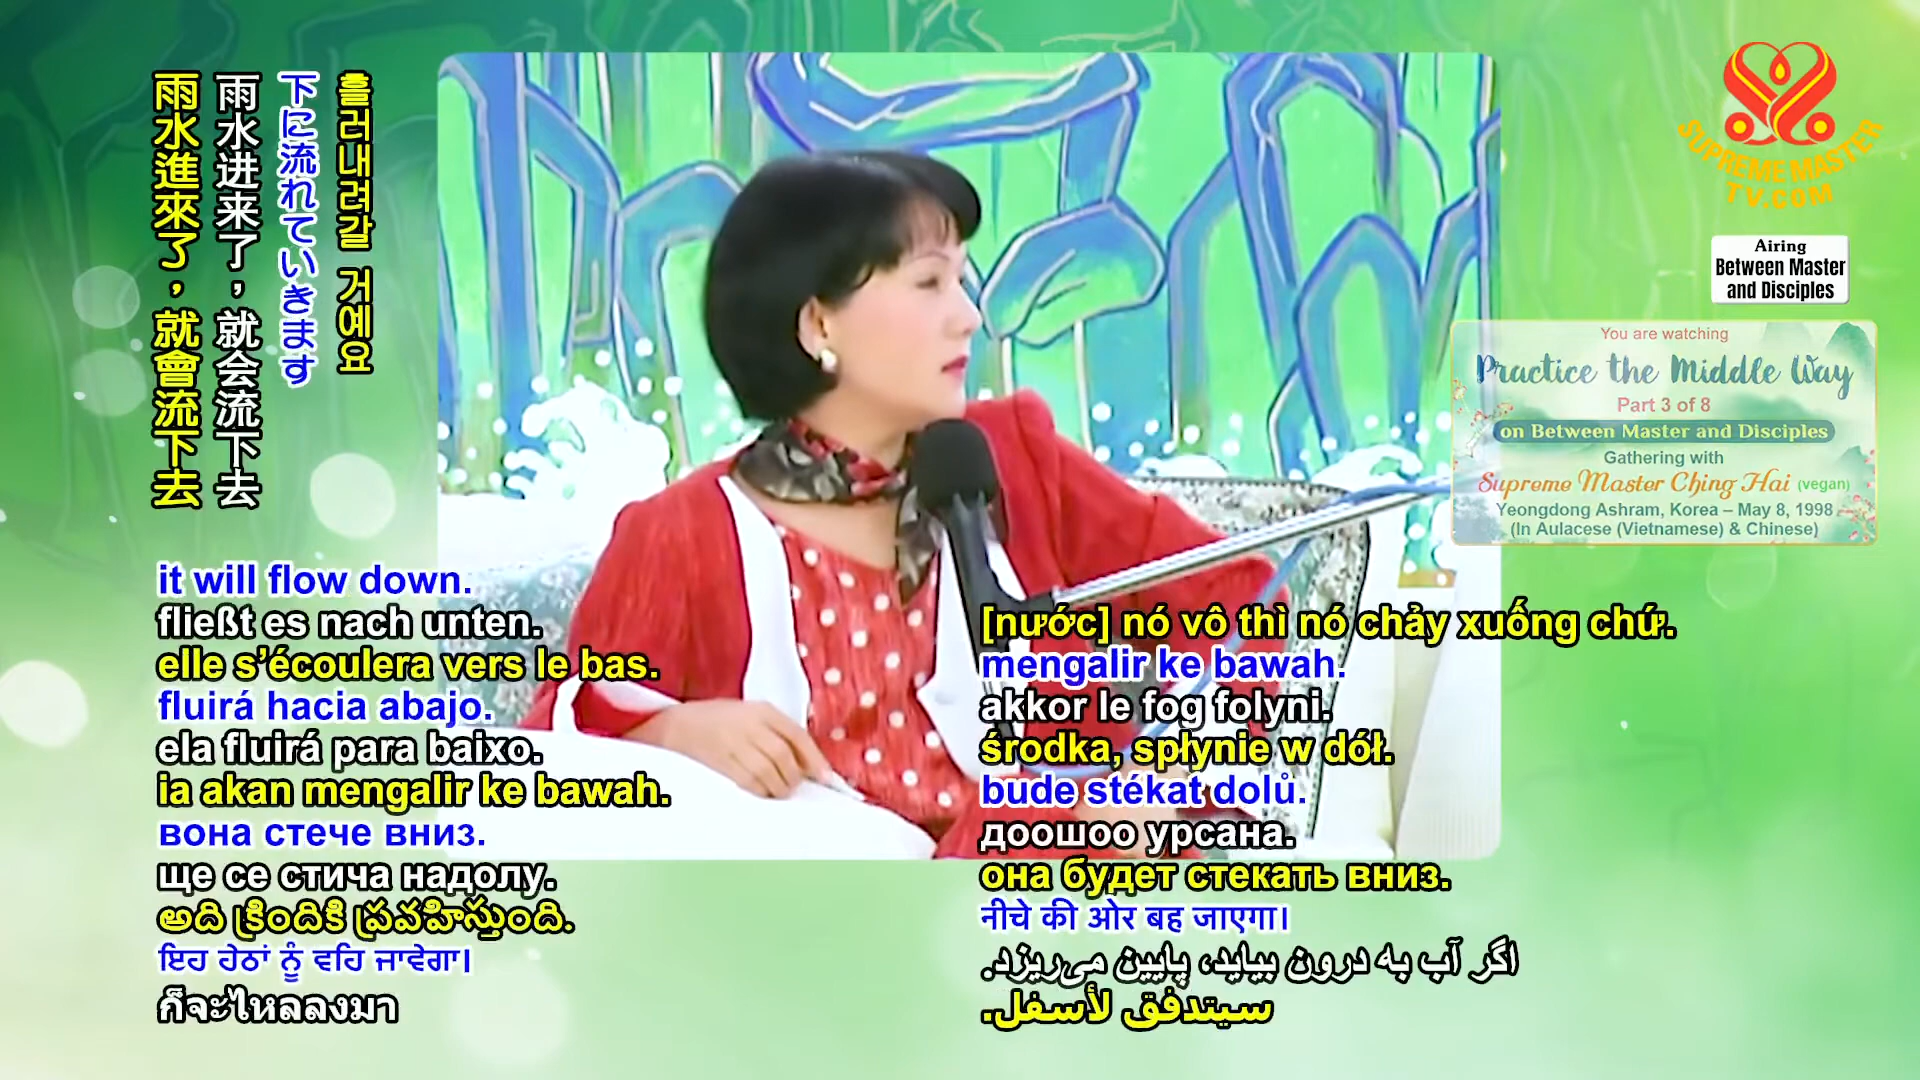 雨水進來了，就會流下去
雨水进来了，就会流下去
下に流れていきます
흘러내려갈 거예요
SUPREME MASTER
TV.COM
Airing
Between Master
and Disciples
You are watching
Practice the Middle Way
Part 3 of 8
on Between Master and Disciples
Gathering with
Supreme Master Ching Hai (vegan)
Yeongdong Ashram, Korea – May 8, 1998
(In Aulacese (Vietnamese) & Chinese)
it will flow down.
fließt es nach unten.
elle s’écoulera vers le bas.
fluirá hacia abajo.
ela fluirá para baixo.
ia akan mengalir ke bawah.
вона стече вниз.
ще се стича надолу.
అది క్రిందికి ప్రవహిస్తుంది.
ਇਹ ਹੇਠਾਂ ਨੂੰ ਵਹਿ ਜਾਵੇਗਾ।
ก็จะไหลลงมา
[nước] nó vô thì nó chảy xuống chứ.
mengalir ke bawah.
akkor le fog folyni.
środka, spłynie w dół.
bude stékat dolů.
доошоо урсана.
она будет стекать вниз.
नीचे की ओर बह जाएगा।
اگر آب به درون بیاید، پایین می‌ریزد.
سيتدفق لأسفل.